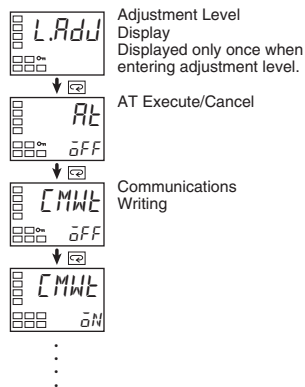 L.AdJ
Adjustment Level
Display
Displayed only once when
entering adjustment level.
At
oFF
AT Execute/Cancel
CMWt
oFF
Communications
Writing
CMWt
oN